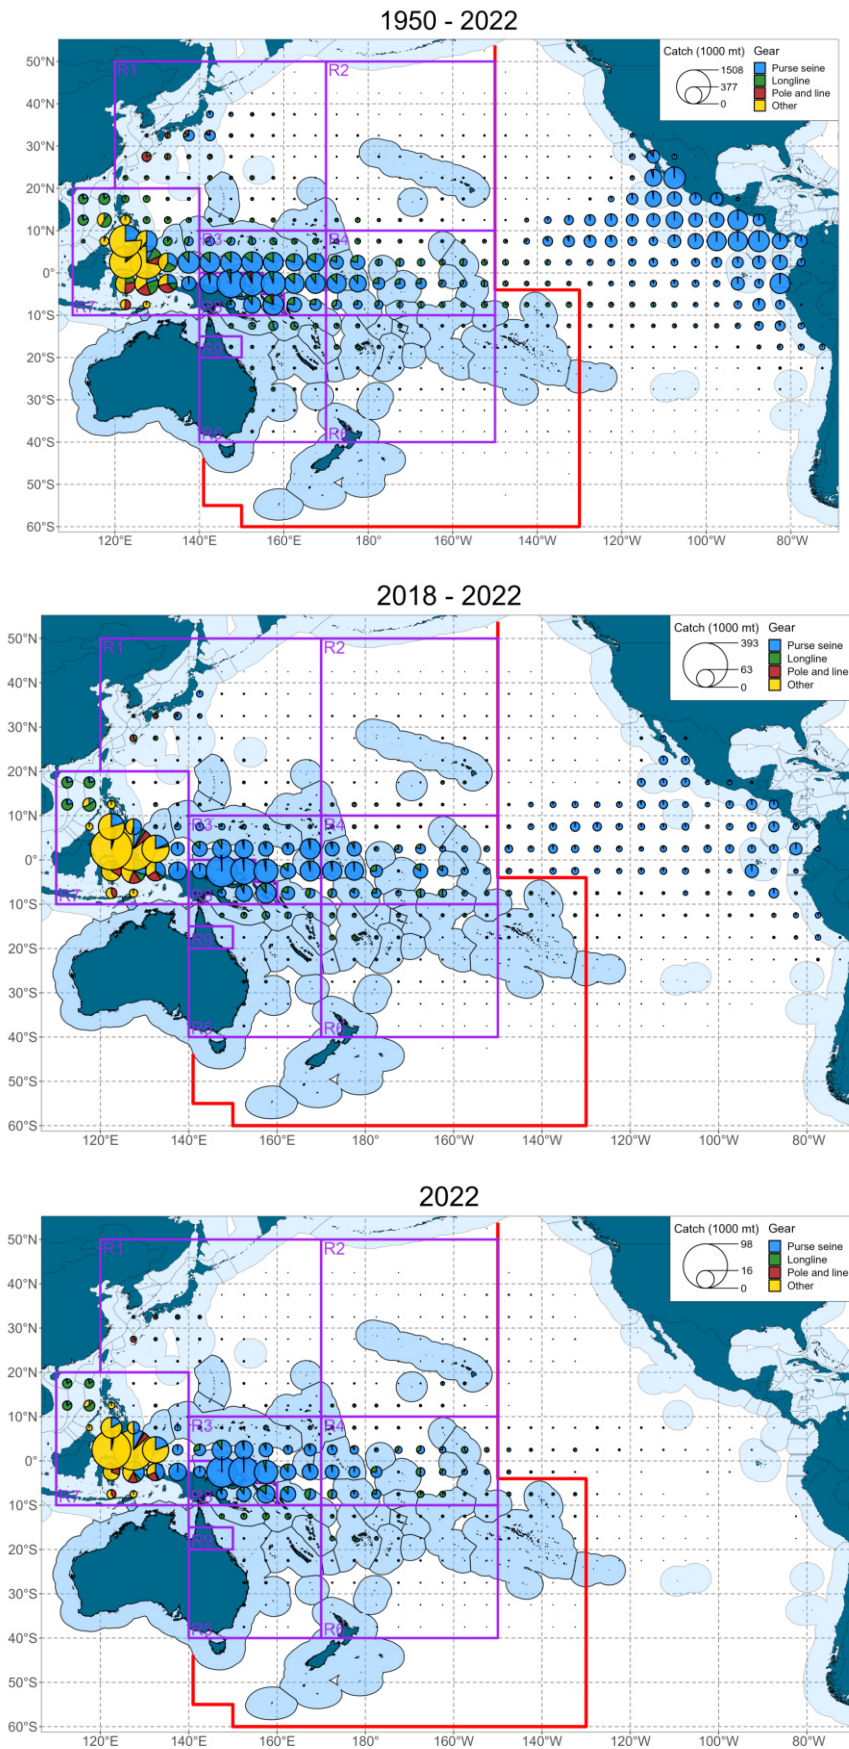 1950 - 2022
Catch (1000 mt) Gear
1508
377
0
Purse seine
Longline
Pole and line
Other
50°N
40°N
30°N
20°N
10°N
0°
10°S
20°S
30°S
40°S
50°S
60°S
R1
R2
R3
R4
R7
R8
R9
R5
R6
120°E 140°E 160°E 180° 160°W 140°W 120°W 100°W 80°W
2018 - 2022
Catch (1000 mt) Gear
393
63
0
Purse seine
Longline
Pole and line
Other
50°N
40°N
30°N
20°N
10°N
0°
10°S
20°S
30°S
40°S
50°S
60°S
R1
R2
R3
R4
R7
R8
R9
R5
R6
120°E 140°E 160°E 180° 160°W 140°W 120°W 100°W 80°W
2022
Catch (1000 mt) Gear
98
16
0
Purse seine
Longline
Pole and line
Other
50°N
40°N
30°N
20°N
10°N
0°
10°S
20°S
30°S
40°S
50°S
60°S
R1
R2
R3
R4
R7
R8
R9
R5
R6
120°E 140°E 160°E 180° 160°W 140°W 120°W 100°W 80°W